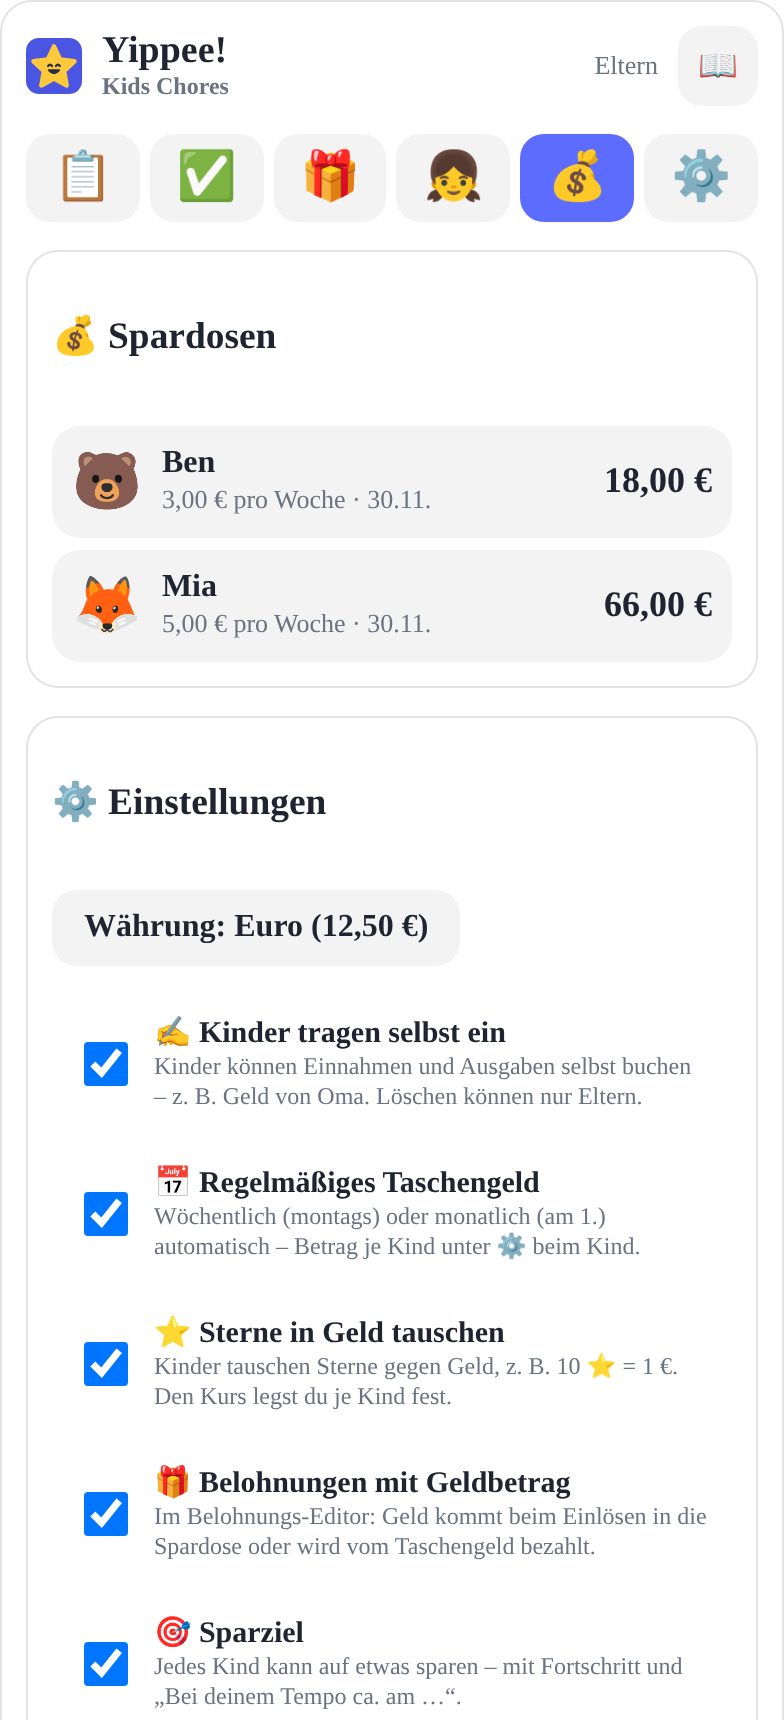 Yippee!
Kids Chores
Eltern
Spardosen
Ben
3,00 € pro Woche · 30.11.
18,00 €
Mia
5,00 € pro Woche · 30.11.
66,00 €
Einstellungen
Währung: Euro (12,50 €)
Kinder tragen selbst ein
Kinder können Einnahmen und Ausgaben selbst buchen
– z. B. Geld von Oma. Löschen können nur Eltern.
Regelmäßiges Taschengeld
Wöchentlich (montags) oder monatlich (am 1.)
automatisch – Betrag je Kind unter ⚙️ beim Kind.
Sterne in Geld tauschen
Kinder tauschen Sterne gegen Geld, z. B. 10 ⭐ = 1 €.
Den Kurs legst du je Kind fest.
Belohnungen mit Geldbetrag
Im Belohnungs-Editor: Geld kommt beim Einlösen in die
Spardose oder wird vom Taschengeld bezahlt.
Sparziel
Jedes Kind kann auf etwas sparen – mit Fortschritt und
„Bei deinem Tempo ca. am …“.